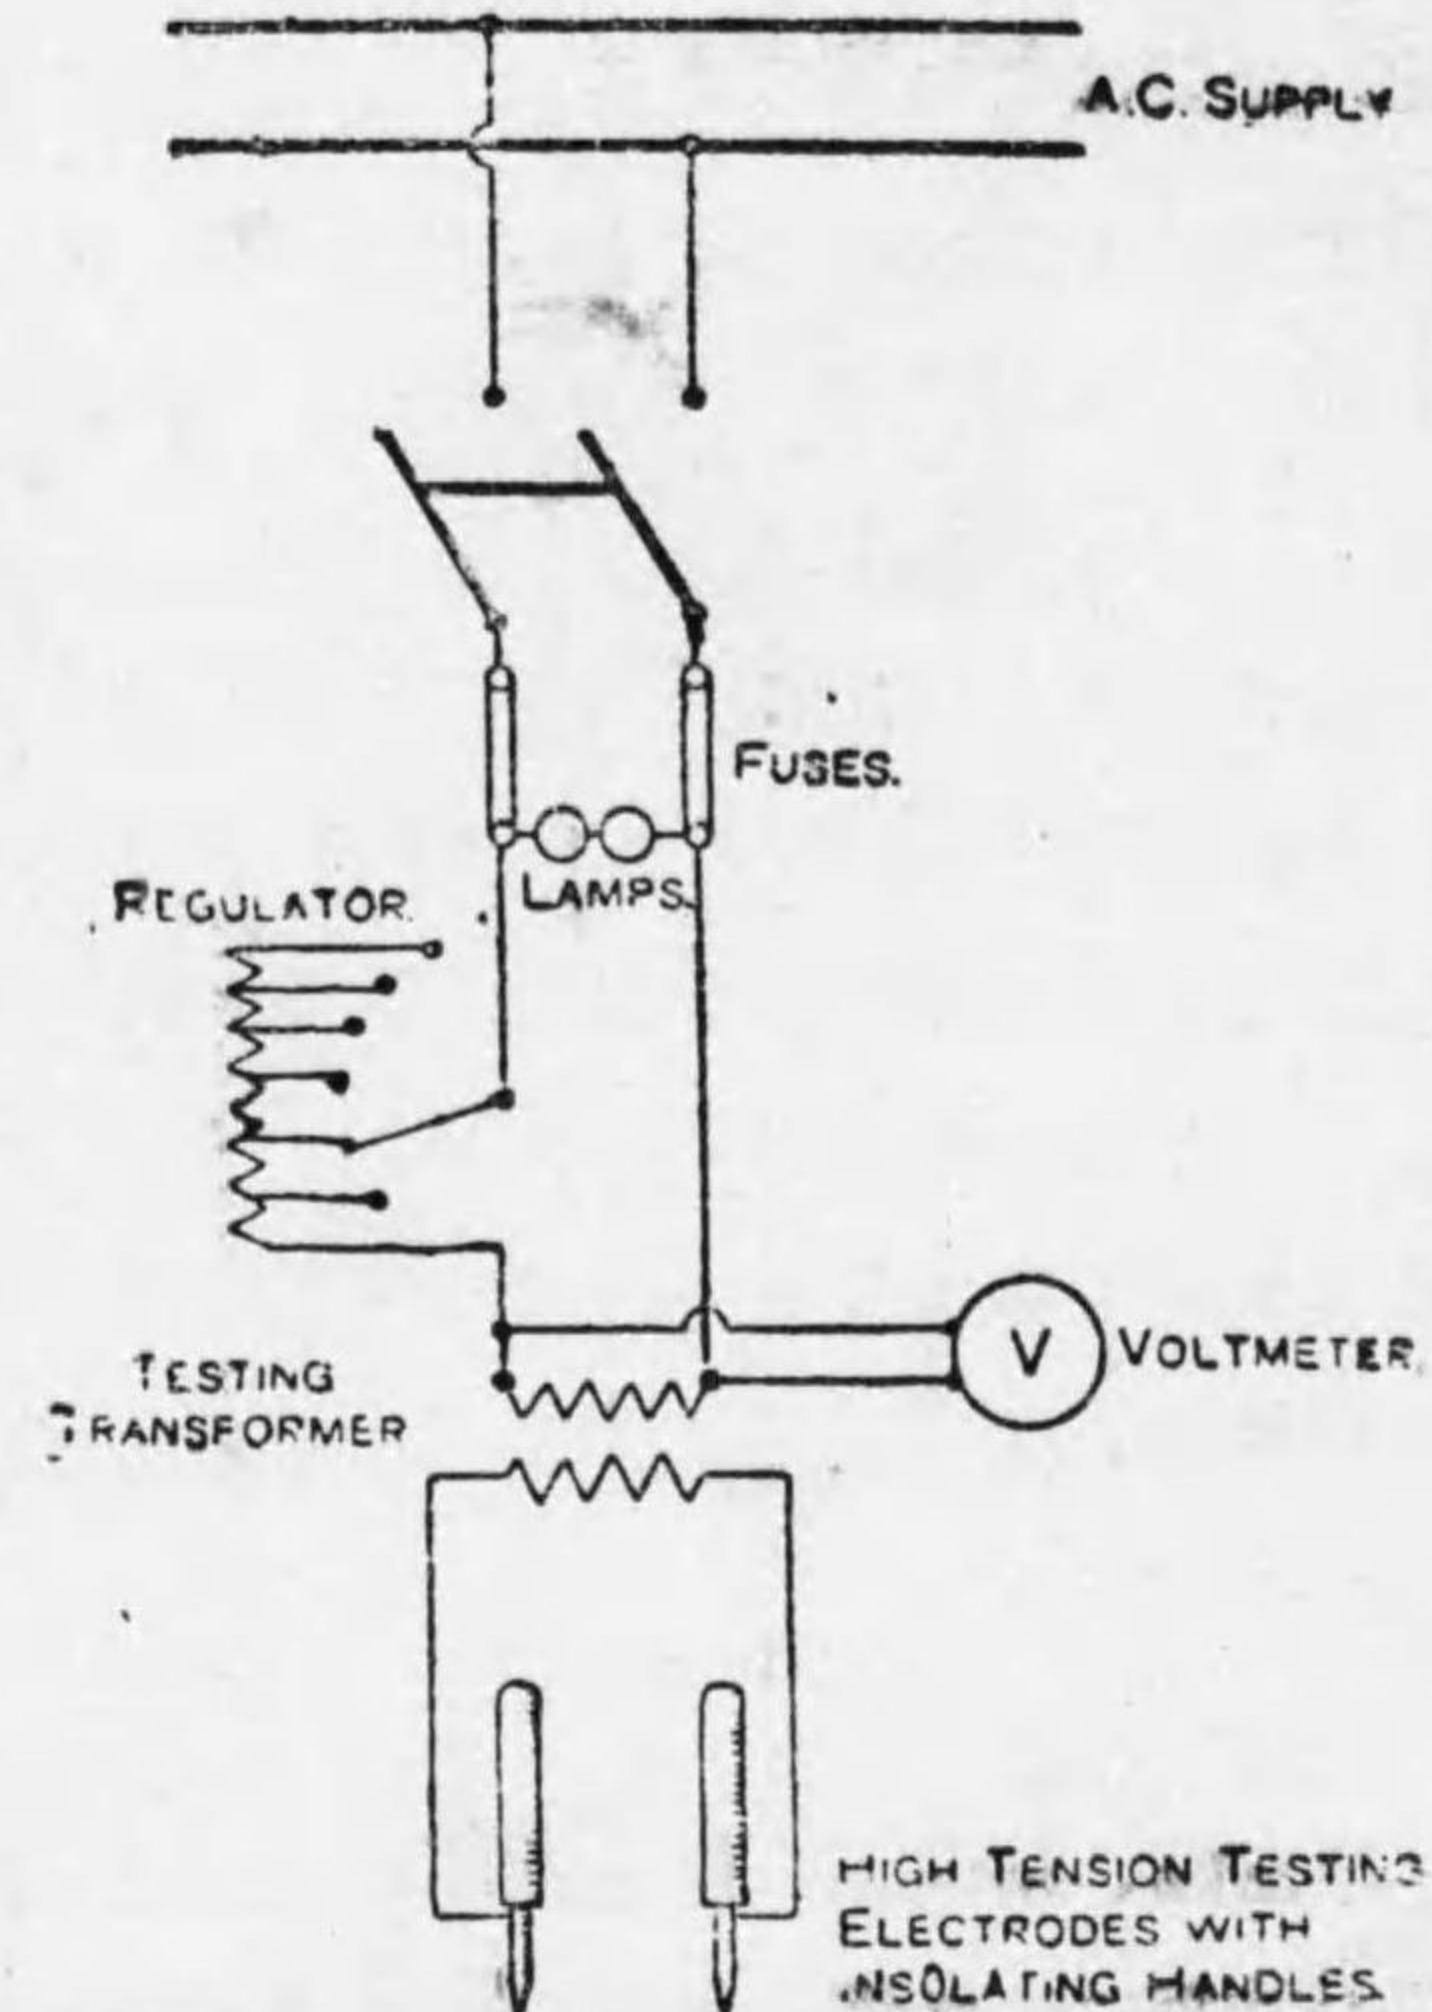 A.C. SUPPLY
FUSES.
LAMPS.
REGULATOR.
V
VOLTMETER.
TESTING
TRANSFORMER
HIGH TENSION TESTING
ELECTRODES WITH
INSOLATING HANDLES